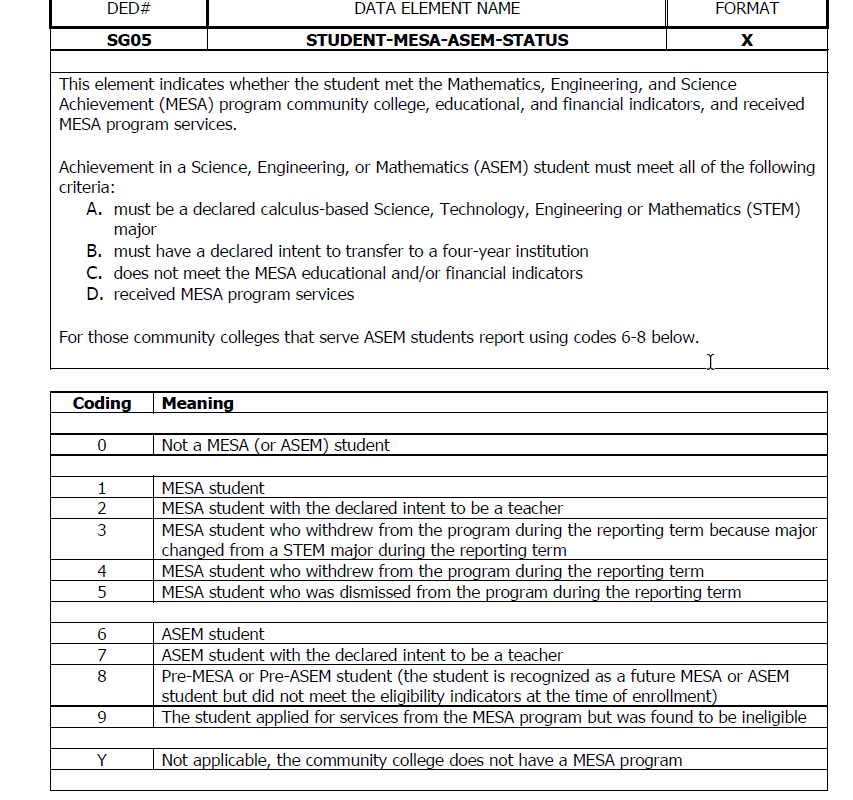 DED# DATA ELEMENT NAME FORMAT
SG05 STUDENT-MESA-ASEM-STATUS X
This element indicates whether the student met the Mathematics, Engineering, and Science
Achievement (MESA) program community college, educational, and financial indicators, and received
MESA program services.
Achievement in a Science, Engineering, or Mathematics (ASEM) student must meet all of the following
criteria:
A. must be a declared calculus-based Science, Technology, Engineering or Mathematics (STEM)
major
B. must have a declared intent to transfer to a four-year institution
C. does not meet the MESA educational and/or financial indicators
D. received MESA program services
For those community colleges that serve ASEM students report using codes 6-8 below.
Coding Meaning
0 Not a MESA (or ASEM) student
1 MESA student
2 MESA student with the declared intent to be a teacher
3 MESA student who withdrew from the program during the reporting term because major
changed from a STEM major during the reporting term
4 MESA student who withdrew from the program during the reporting term
5 MESA student who was dismissed from the program during the reporting term
6 ASEM student
7 ASEM student with the declared intent to be a teacher
8 Pre-MESA or Pre-ASEM student (the student is recognized as a future MESA or ASEM
student but did not meet the eligibility indicators at the time of enrollment)
9 The student applied for services from the MESA program but was found to be ineligible
Y Not applicable, the community college does not have a MESA program